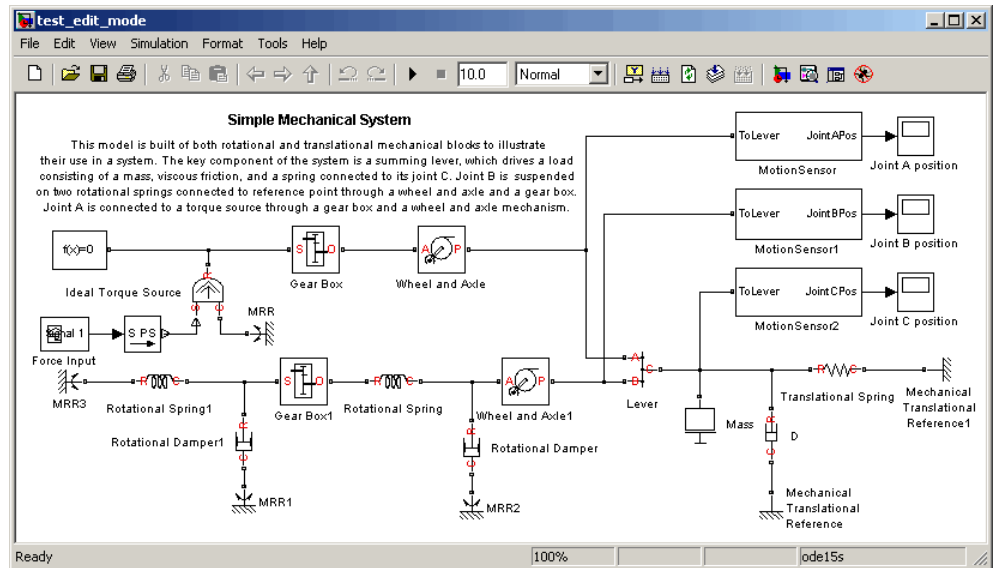 test_edit_mode
File Edit View Simulation Format Tools Help
10.0 Normal
Simple Mechanical System
This model is built of both rotational and translational mechanical blocks to illustrate
their use in a system. The key component of the system is a summing lever, which drives a load
consisting of a mass, viscous friction, and a spring connected to its joint C. Joint B is suspended
on two rotational springs connected to reference point through a wheel and axle and a gear box.
Joint A is connected to a torque source through a gear box and a wheel and axle mechanism.
ToLever JointAPos
MotionSensor
Joint A position
ToLever JointBPos
MotionSensor1
Joint B position
ToLever JointCPos
MotionSensor2
Joint C position
f(x)=0
R
S C
Ideal Torque Source
S O
Gear Box
A P
Wheel and Axle
Signal 1
Force Input
S PS
MRR
MRR3
R C
Rotational Spring1
S O
Gear Box1
R C
Rotational Spring
A P
Wheel and Axle1
A
B
C
Lever
R C
Translational Spring
Mechanical
Translational
Reference1
Mass
R
C
D
Rotational Damper1
R
C
MRR1
R
C
Rotational Damper
MRR2
Mechanical
Translational
Reference
Ready 100% ode15s